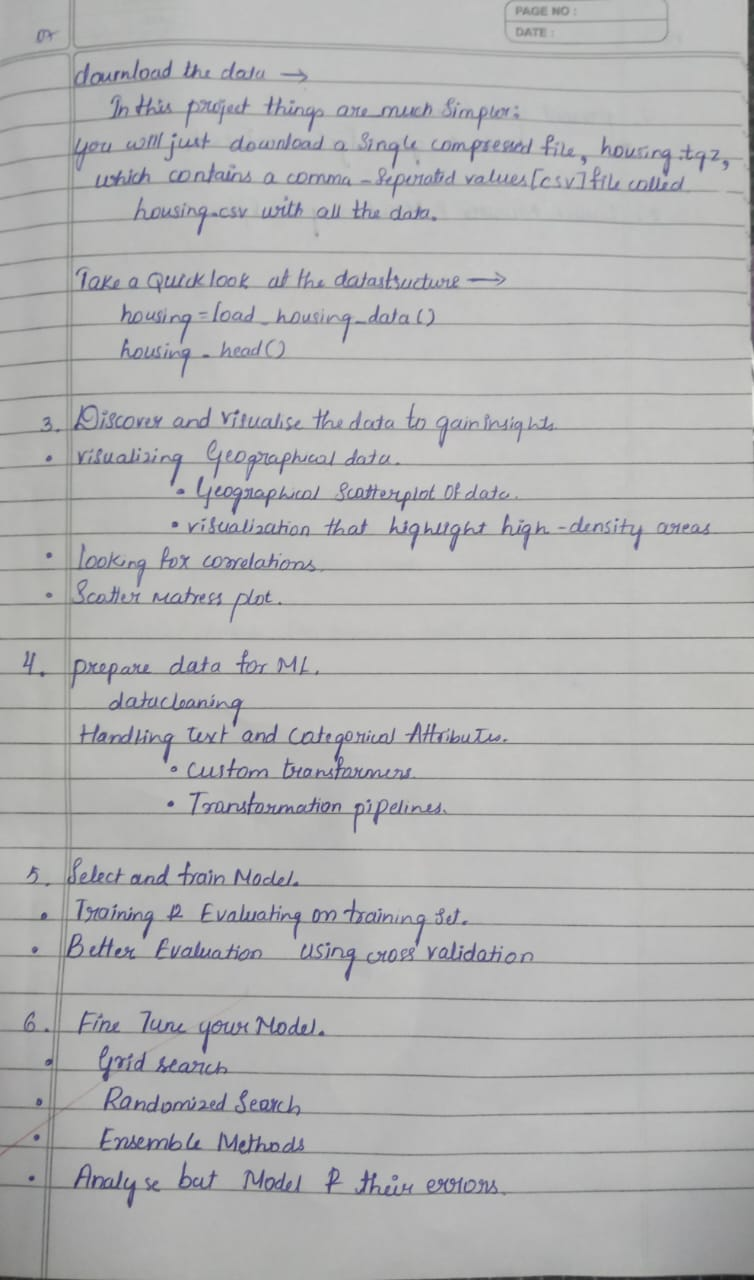 PAGE NO :
DATE :
download the data →
In this project things are much Simpler:
you will just download a Single compressed file, housing.tgz,
which contains a comma-Seperated values [csv] file called
housing.csv with all the data.
Take a Quick look at the datastructure →
housing = load_housing_data()
housing_head()
3. Discover and visualise the data to gain insights
• visualizing Geographical data.
• Geographical Scatterplot Of data.
• visualization that highlight high-density areas
• looking for correlations.
• Scatter matress plot.
4. prepare data for ML.
datacleaning
Handling text and Categorical Attributes.
• Custom transformers.
• Transformation pipelines.
5. Select and train Model.
• Training & Evaluating on training set.
• Better Evaluation using cross validation
6. Fine Tune your Model.
• Grid search
• Randomized Search
• Ensemble Methods
• Analyse but Model & their errors.